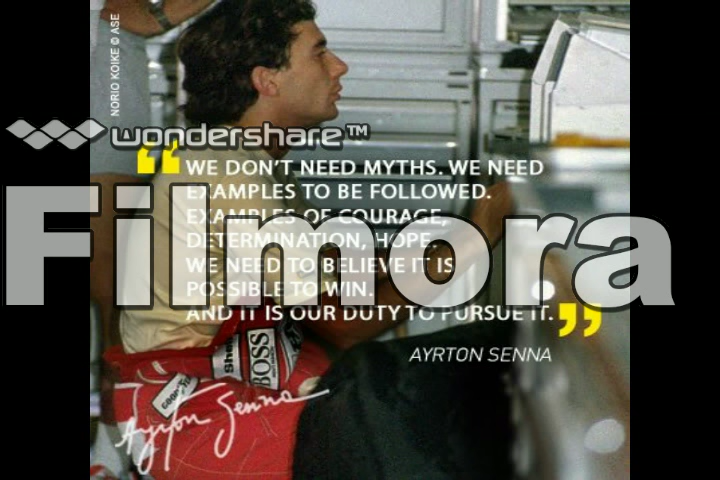 NORIO KOIKE © ASE
wondershare™
Filmora
“WE DON'T NEED MYTHS. WE NEED
EXAMPLES TO BE FOLLOWED.
EXAMPLES OF COURAGE,
DETERMINATION, HOPE.
WE NEED TO BELIEVE IT IS
POSSIBLE TO WIN.
AND IT IS OUR DUTY TO PURSUE IT.”
AYRTON SENNA
Shell
BOSS
GOODYEAR
Ayrton Senna